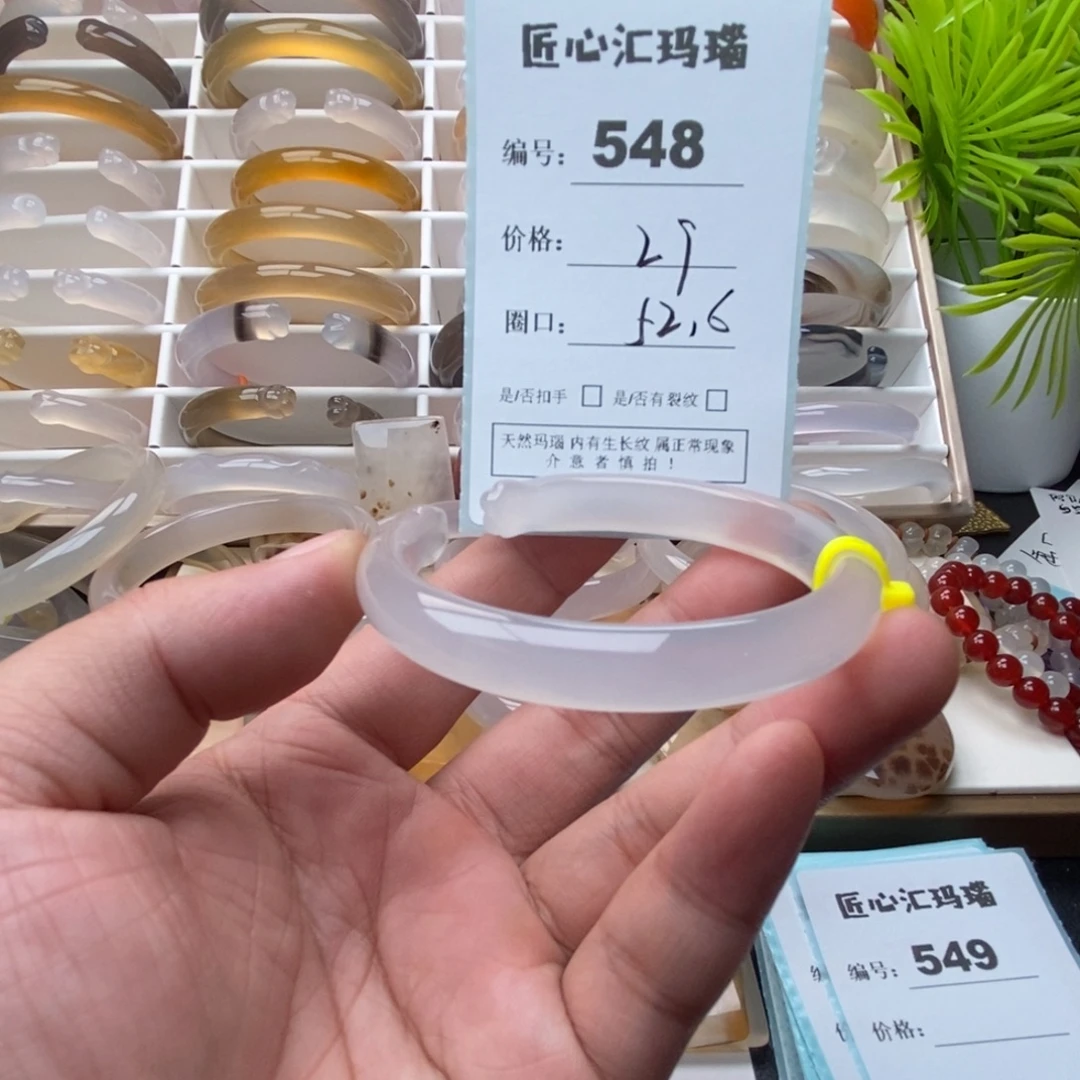 匠心汇玛瑙
编号: 548
价格: 29
圈口: 52.6
是/否扣手 □ 是/否有裂纹 □
天然玛瑙 内有生长纹 属正常现象
介意者慎拍!
匠心汇玛瑙
编号: 549
价格: